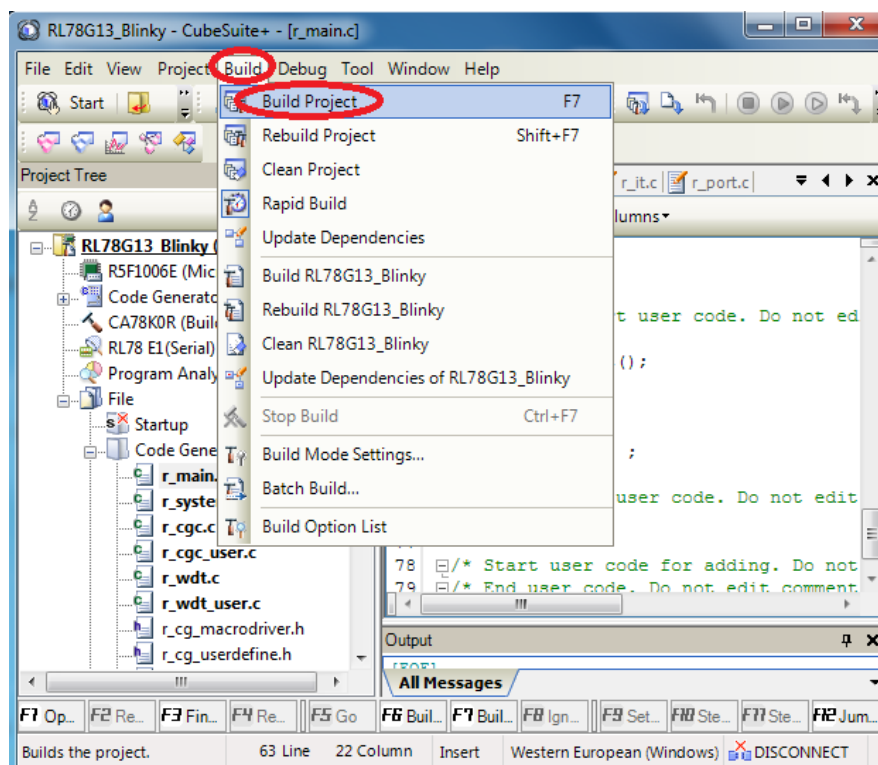 RL78G13_Blinky - CubeSuite+ - [r_main.c]
File Edit View Project Build Debug Tool Window Help
Start
Build Project F7
Rebuild Project Shift+F7
Clean Project
Rapid Build
Update Dependencies
Build RL78G13_Blinky
Rebuild RL78G13_Blinky
Clean RL78G13_Blinky
Update Dependencies of RL78G13_Blinky
Stop Build Ctrl+F7
Build Mode Settings...
Batch Build...
Build Option List
Project Tree
RL78G13_Blinky (
R5F1006E (Mic
Code Generato
CA78K0R (Buil
RL78 E1(Serial)
Program Analy
File
Startup
Code Gene
r_main.
r_syste
r_cgc.c
r_cgc_user.c
r_wdt.c
r_wdt_user.c
r_cg_macrodriver.h
r_cg_userdefine.h
r_it.c r_port.c
lumns
t user code. Do not ed
();
;
user code. Do not edit
78 /* Start user code for adding. Do not
79 /* End user code. Do not edit comment
Output
[EOF]
All Messages
F1 Op... F2 Re... F3 Fin... F4 Re... F5 Go F6 Buil... F7 Buil... F8 Ign... F9 Set... F10 Ste... F11 Ste... F12 Jum...
Builds the project. 63 Line 22 Column Insert Western European (Windows) DISCONNECT